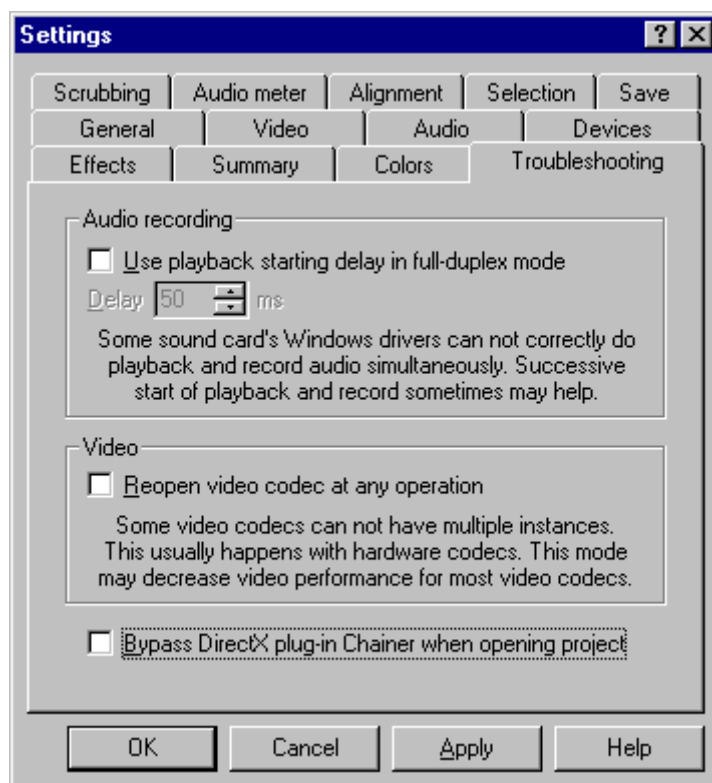 Settings
Scrubbing Audio meter Alignment Selection Save
General Video Audio Devices
Effects Summary Colors Troubleshooting
Audio recording
Use playback starting delay in full-duplex mode
Delay 50 ms
Some sound card's Windows drivers can not correctly do
playback and record audio simultaneously. Successive
start of playback and record sometimes may help.
Video
Reopen video codec at any operation
Some video codecs can not have multiple instances.
This usually happens with hardware codecs. This mode
may decrease video performance for most video codecs.
Bypass DirectX plug-in Chainer when opening project
OK Cancel Apply Help